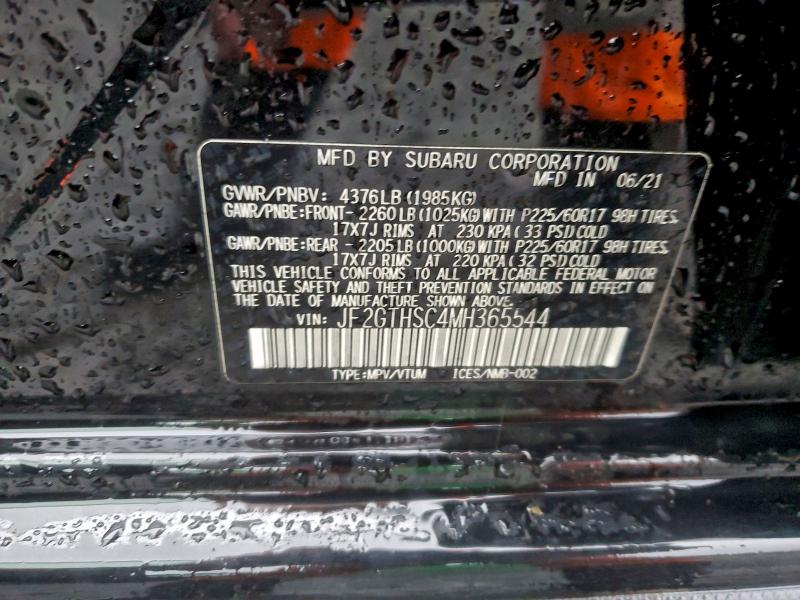 MFD BY SUBARU CORPORATION
MFD IN 06/21
GVWR/PNBV: 4376LB (1985KG)
GAWR/PNBE:FRONT- 2260LB (1025KG) WITH P225/60R17 98H TIRES,
17X7J RIMS AT 230 KPA ( 33 PSI) COLD
GAWR/PNBE:REAR - 2205LB (1000KG) WITH P225/60R17 98H TIRES,
17X7J RIMS AT 220 KPA ( 32 PSI) COLD
THIS VEHICLE CONFORMS TO ALL APPLICABLE FEDERAL MOTOR
VEHICLE SAFETY AND THEFT PREVENTION STANDARDS IN EFFECT ON
THE DATE OF MANUFACTURE SHOWN ABOVE.
VIN: JF2GTHSC4MH365544
TYPE:MPV/VTUM ICES/NMB-002